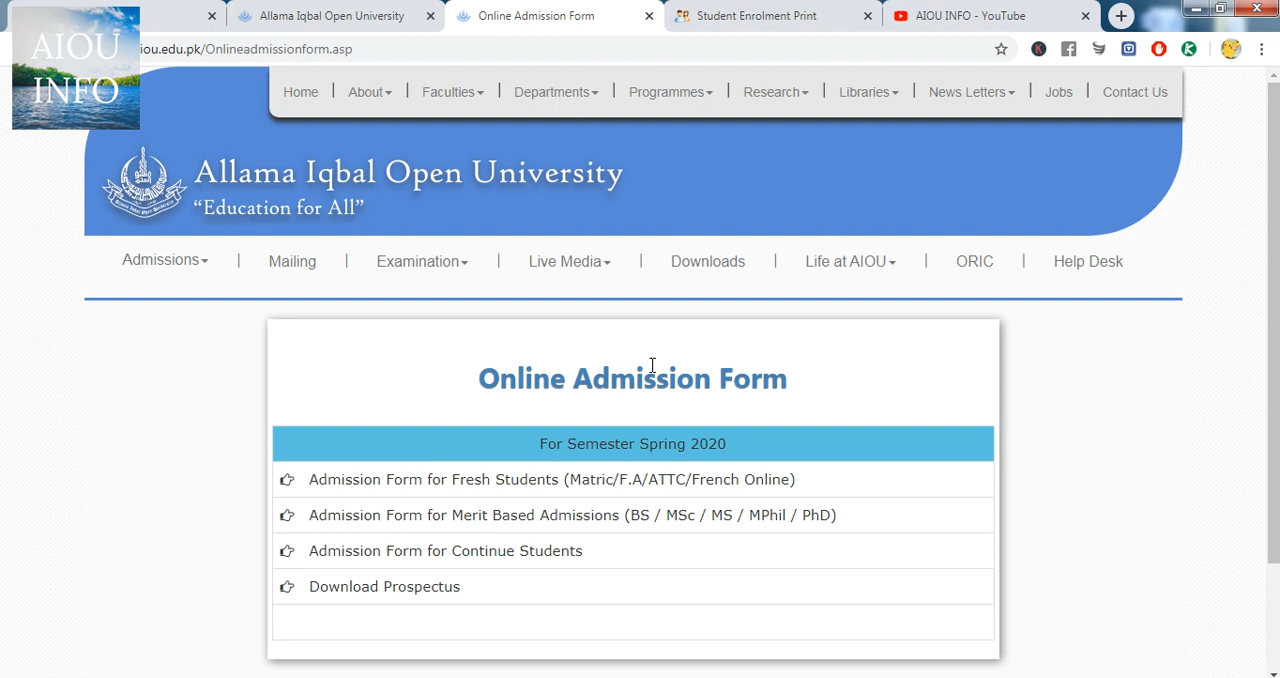 Allama Iqbal Open University
Online Admission Form
Student Enrolment Print
AIOU INFO - YouTube
AIOU
INFO
iou.edu.pk/Onlineadmissionform.asp
Home
About
Faculties
Departments
Programmes
Research
Libraries
News Letters
Jobs
Contact Us
Allama Iqbal Open University
“Education for All”
Admissions
Mailing
Examination
Live Media
Downloads
Life at AIOU
ORIC
Help Desk
Online Admission Form
For Semester Spring 2020
Admission Form for Fresh Students (Matric/F.A/ATTC/French Online)
Admission Form for Merit Based Admissions (BS / MSc / MS / MPhil / PhD)
Admission Form for Continue Students
Download Prospectus